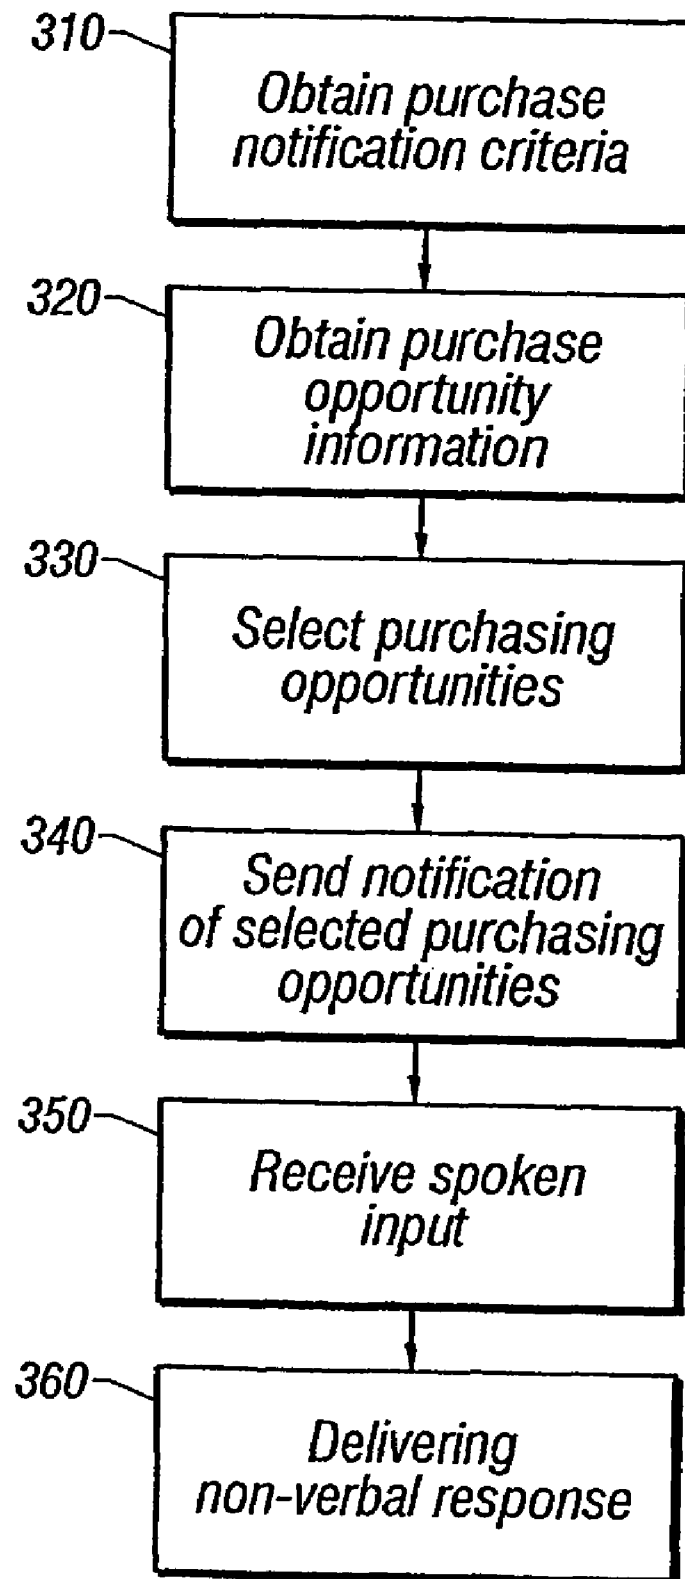 310
Obtain purchase
notification criteria
320
Obtain purchase
opportunity
information
330
Select purchasing
opportunities
340
Send notification
of selected purchasing
opportunities
350
Receive spoken
input
360
Delivering
non-verbal response